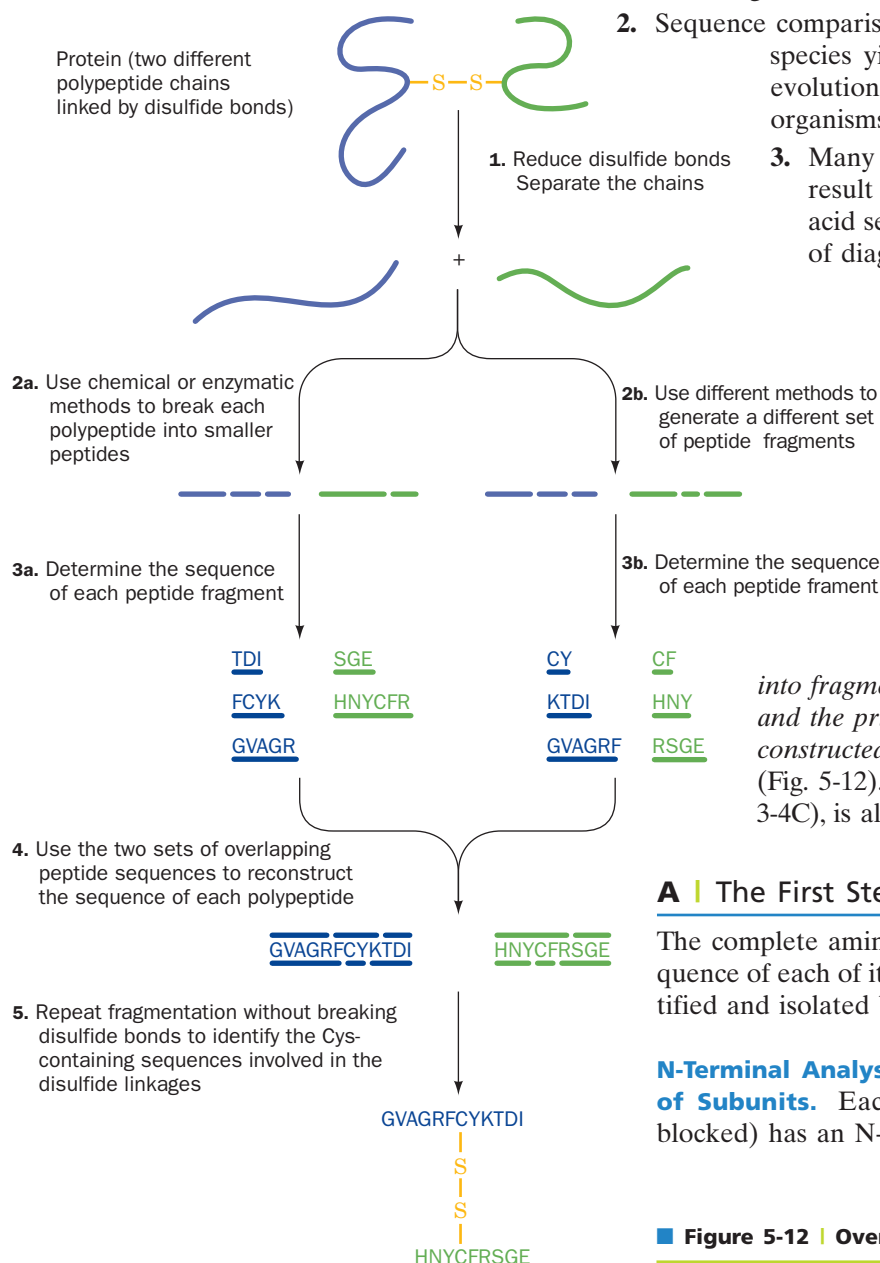 Protein (two different
polypeptide chains
linked by disulfide bonds)
S S
1. Reduce disulfide bonds
Separate the chains
+
2a. Use chemical or enzymatic
methods to break each
polypeptide into smaller
peptides
2b. Use different methods to
generate a different set
of peptide fragments
3a. Determine the sequence
of each peptide fragment
3b. Determine the sequence
of each peptide frament
TDI SGE
FCYK HNYCFR
GVAGR
CY CF
KTDI HNY
GVAGRF RSGE
4. Use the two sets of overlapping
peptide sequences to reconstruct
the sequence of each polypeptide
GVAGRFCYKTDI HNYCFRSGE
5. Repeat fragmentation without breaking
disulfide bonds to identify the Cys-
containing sequences involved in the
disulfide linkages
GVAGRFCYKTDI
S
S
HNYCFRSGE
2. Sequence comparis
species yi
evolution
organisms
3. Many
result
acid se
of diag
into fragme
and the pr
constructed
(Fig. 5-12).
3-4C), is al
A | The First Ste
The complete amin
quence of each of it
tified and isolated
N-Terminal Analys
of Subunits. Eac
blocked) has an N-
■ Figure 5-12 | Over